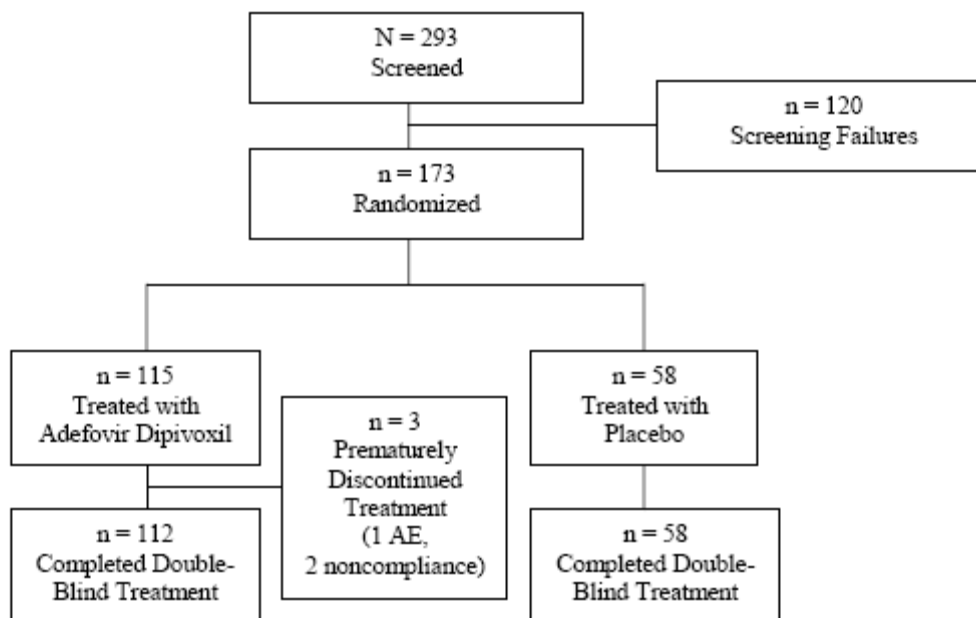 N = 293
Screened
n = 120
Screening Failures
n = 173
Randomized
n = 115
Treated with
Adefovir Dipivoxil
n = 3
Prematurely
Discontinued
Treatment
(1 AE,
2 noncompliance)
n = 58
Treated with
Placebo
n = 112
Completed Double-
Blind Treatment
n = 58
Completed Double-
Blind Treatment